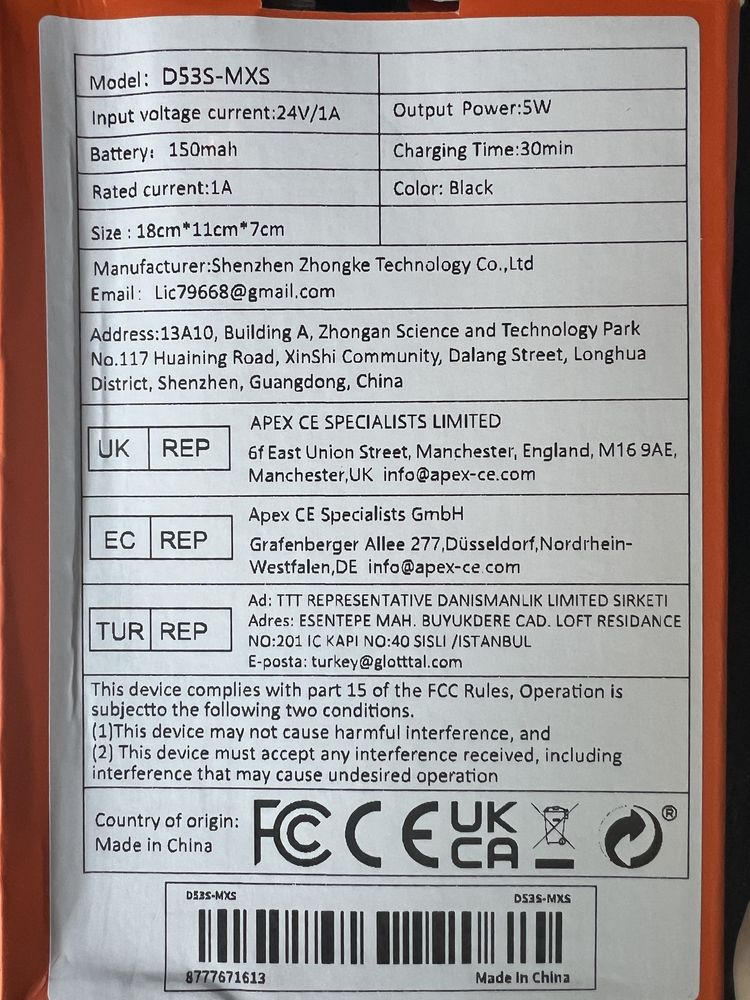 Model: D53S-MXS
Input voltage current:24V/1A
Output Power:5W
Battery: 150mah
Charging Time:30min
Rated current:1A
Color: Black
Size : 18cm*11cm*7cm
Manufacturer:Shenzhen Zhongke Technology Co.,Ltd
Email: Lic79668@gmail.com
Address:13A10, Building A, Zhongan Science and Technology Park
No.117 Huaining Road, XinShi Community, Dalang Street, Longhua
District, Shenzhen, Guangdong, China
UK REP
APEX CE SPECIALISTS LIMITED
6f East Union Street, Manchester, England, M16 9AE,
Manchester,UK info@apex-ce.com
EC REP
Apex CE Specialists GmbH
Grafenberger Allee 277,Düsseldorf,Nordrhein-
Westfalen,DE info@apex-ce.com
TUR REP
Ad: TTT REPRESENTATIVE DANISMANLIK LIMITED SIRKETI
Adres: ESENTEPE MAH. BUYUKDERE CAD. LOFT RESIDANCE
NO:201 IC KAPI NO:40 SISLI /ISTANBUL
E-posta: turkey@glotttal.com
This device complies with part 15 of the FCC Rules, Operation is
subjectto the following two conditions.
(1)This device may not cause harmful interference, and
(2) This device must accept any interference received, including
interference that may cause undesired operation
Country of origin:
Made in China
FC CE UK
CA
®
D53S-MXS
D53S-MXS
8777671613
Made In China